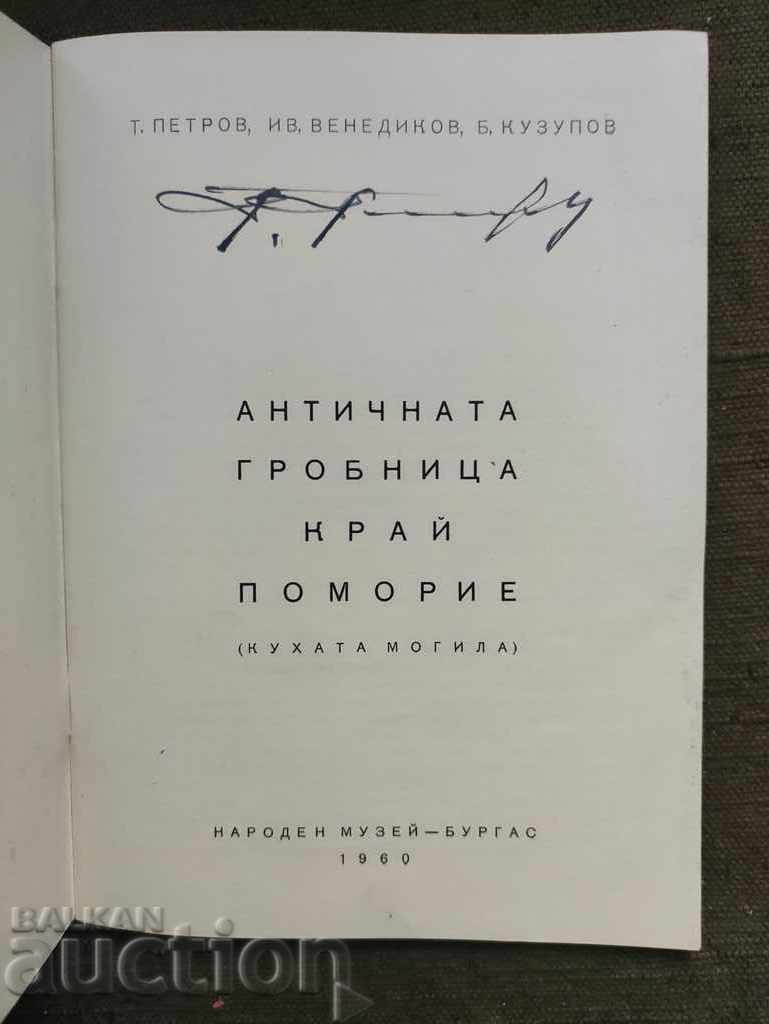 Т. ПЕТРОВ, ИВ. ВЕНЕДИКОВ, Б. КУЗУПОВ
АНТИЧНАТА
ГРОБНИЦА
КРАЙ
ПОМОРИЕ
(КУХАТА МОГИЛА)
НАРОДЕН МУЗЕЙ—БУРГАС
1960
BALKAN
auction